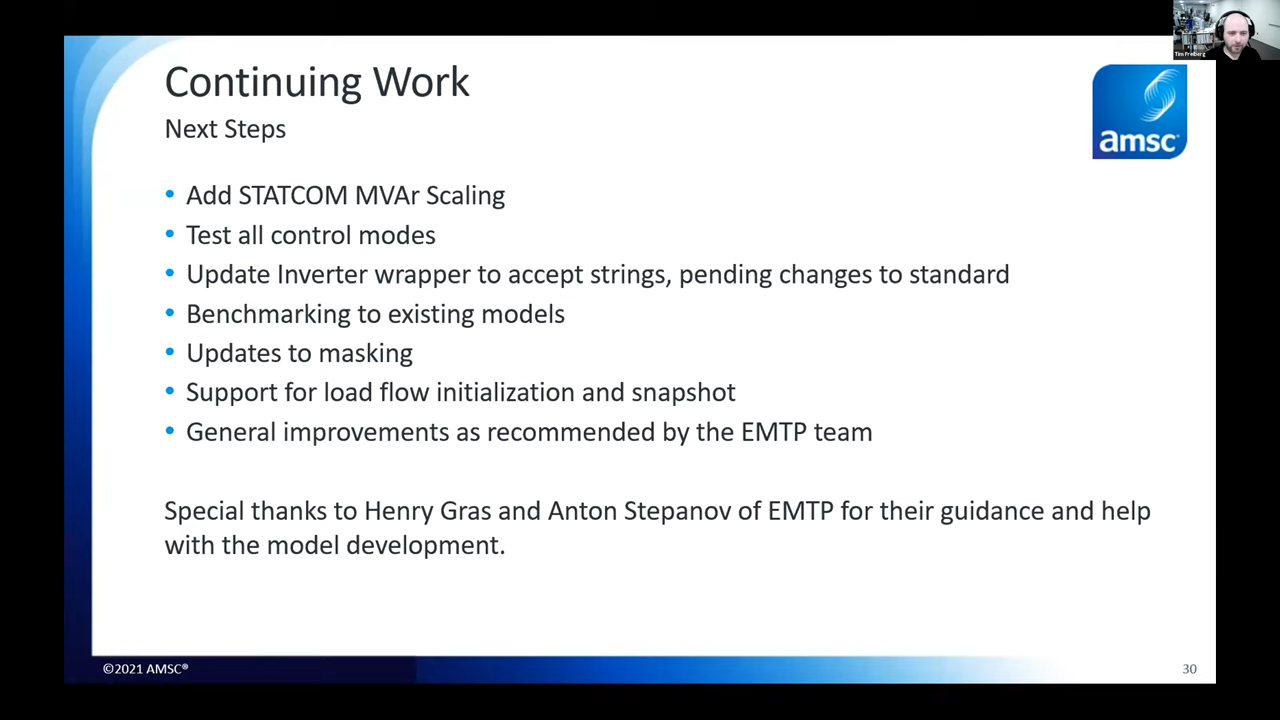 Tim Freiberg
Continuing Work
Next Steps
amsc
• Add STATCOM MVAr Scaling
• Test all control modes
• Update Inverter wrapper to accept strings, pending changes to standard
• Benchmarking to existing models
• Updates to masking
• Support for load flow initialization and snapshot
• General improvements as recommended by the EMTP team
Special thanks to Henry Gras and Anton Stepanov of EMTP for their guidance and help
with the model development.
©2021 AMSC®
30